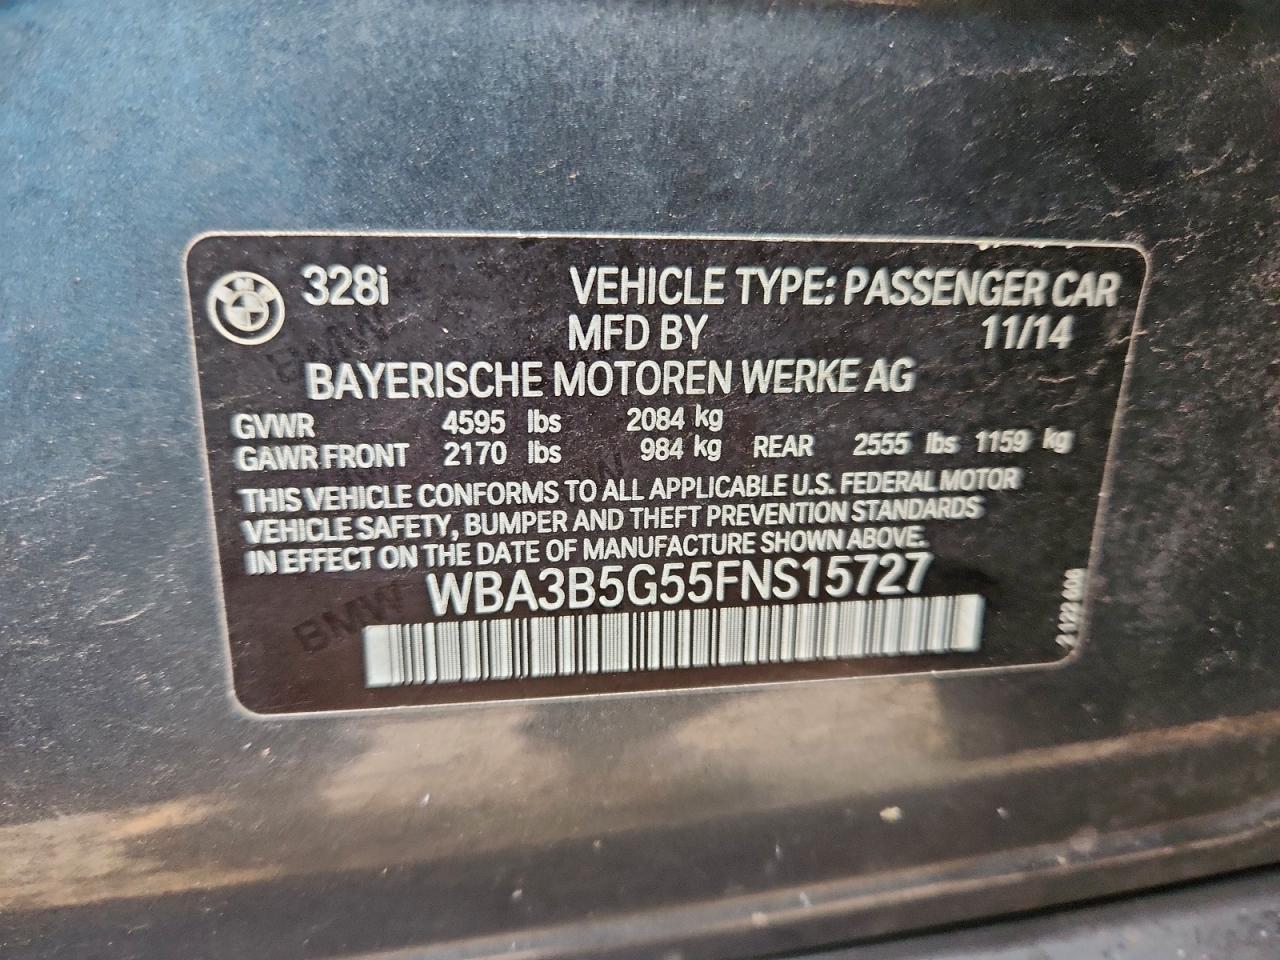 BMW 328i VEHICLE TYPE: PASSENGER CAR
MFD BY 11/14
BAYERISCHE MOTOREN WERKE AG
GVWR 4595 lbs 2084 kg
GAWR FRONT 2170 lbs 984 kg REAR 2555 lbs 1159 kg
THIS VEHICLE CONFORMS TO ALL APPLICABLE U.S. FEDERAL MOTOR
VEHICLE SAFETY, BUMPER AND THEFT PREVENTION STANDARDS
IN EFFECT ON THE DATE OF MANUFACTURE SHOWN ABOVE.
WBA3B5G55FNS15727
BMW